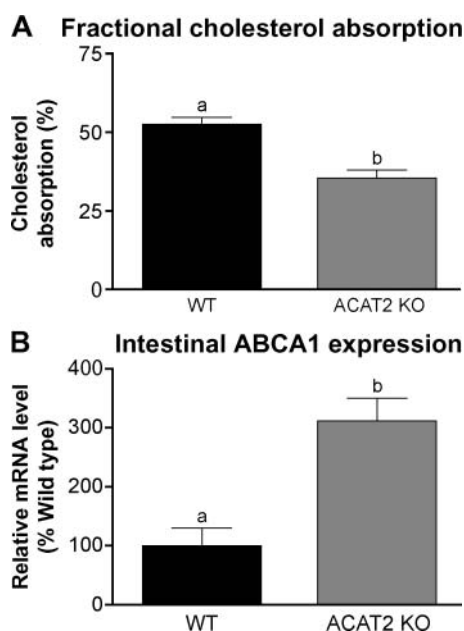 A Fractional cholesterol absorption
75
50
25
0
Cholesterol
absorption (%)
a
b
WT
ACAT2 KO
B Intestinal ABCA1 expression
400
300
200
100
0
Relative mRNA level
(% Wild type)
a
b
WT
ACAT2 KO